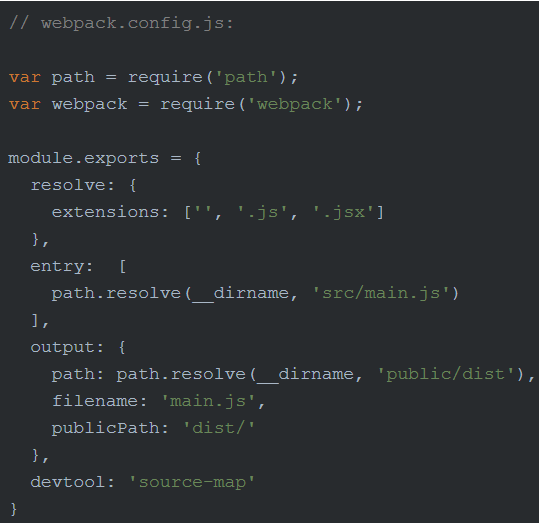 // webpack.config.js:
var path = require('path');
var webpack = require('webpack');
module.exports = {
  resolve: {
    extensions: ['', '.js', '.jsx']
  },
  entry:  [
    path.resolve(__dirname, 'src/main.js')
  ],
  output: {
    path: path.resolve(__dirname, 'public/dist'),
    filename: 'main.js',
    publicPath: 'dist/'
  },
  devtool: 'source-map'
}